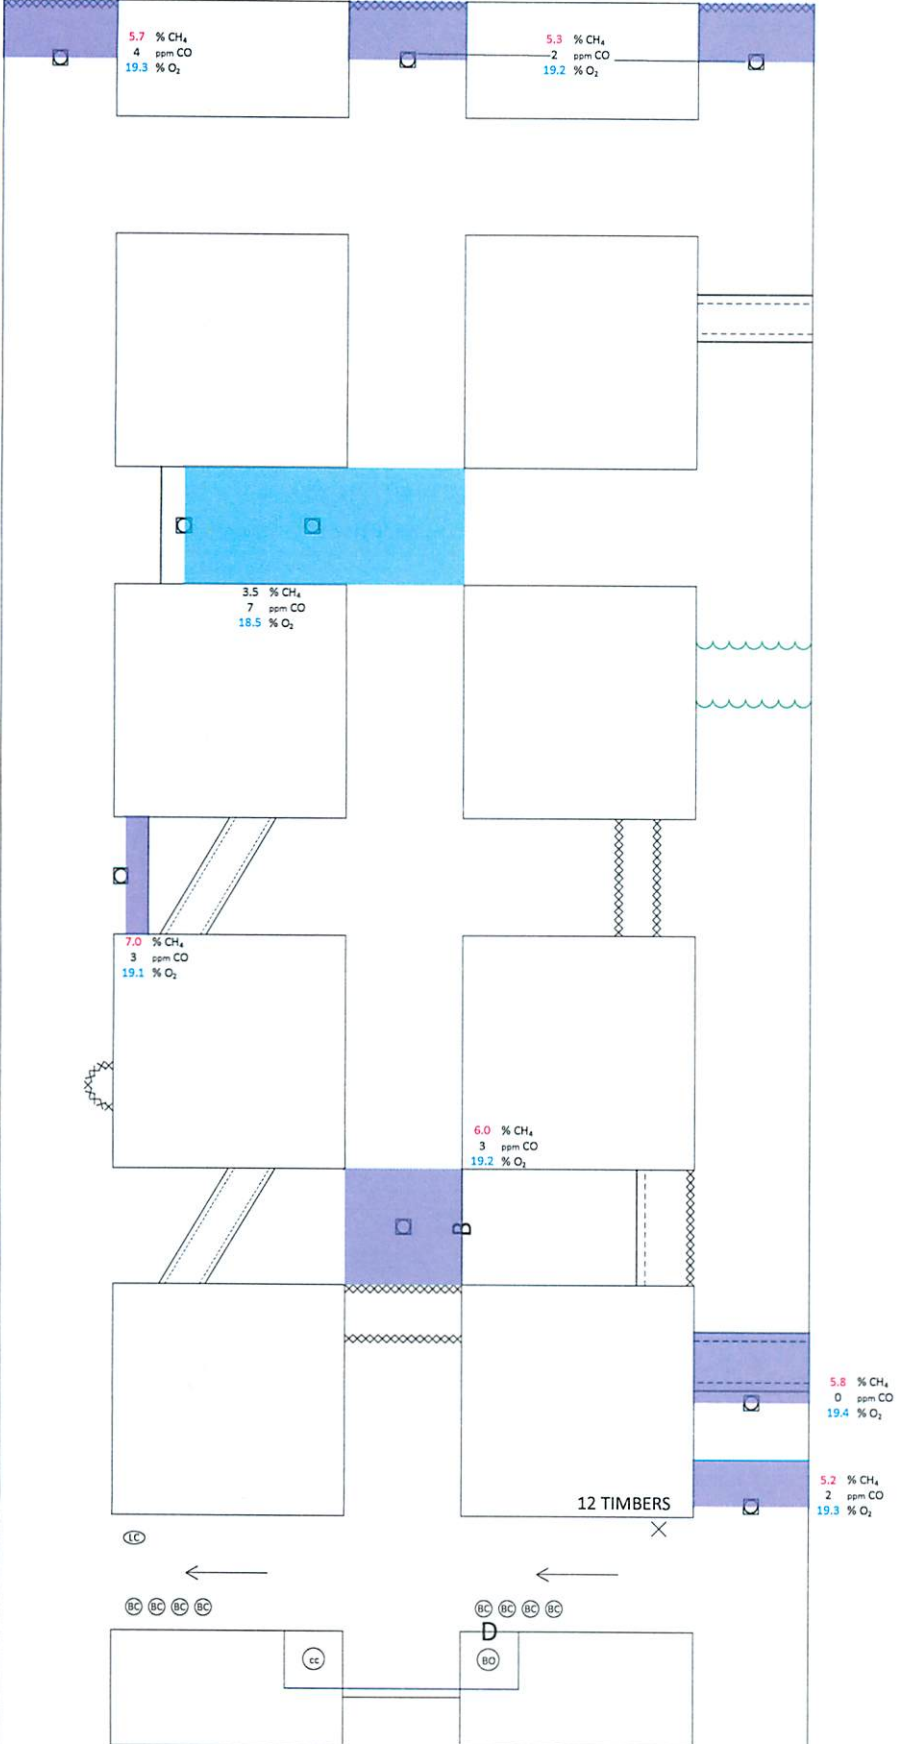 5.7 % CH₄
4 ppm CO
19.3 % O₂
5.3 % CH₄
2 ppm CO
19.2 % O₂
3.5 % CH₄
7 ppm CO
18.5 % O₂
7.0 % CH₄
3 ppm CO
19.1 % O₂
6.0 % CH₄
3 ppm CO
19.2 % O₂
B
5.8 % CH₄
0 ppm CO
19.4 % O₂
5.2 % CH₄
2 ppm CO
19.3 % O₂
12 TIMBERS
LC
BC BC BC BC
BC BC BC BC
D
CC
BO